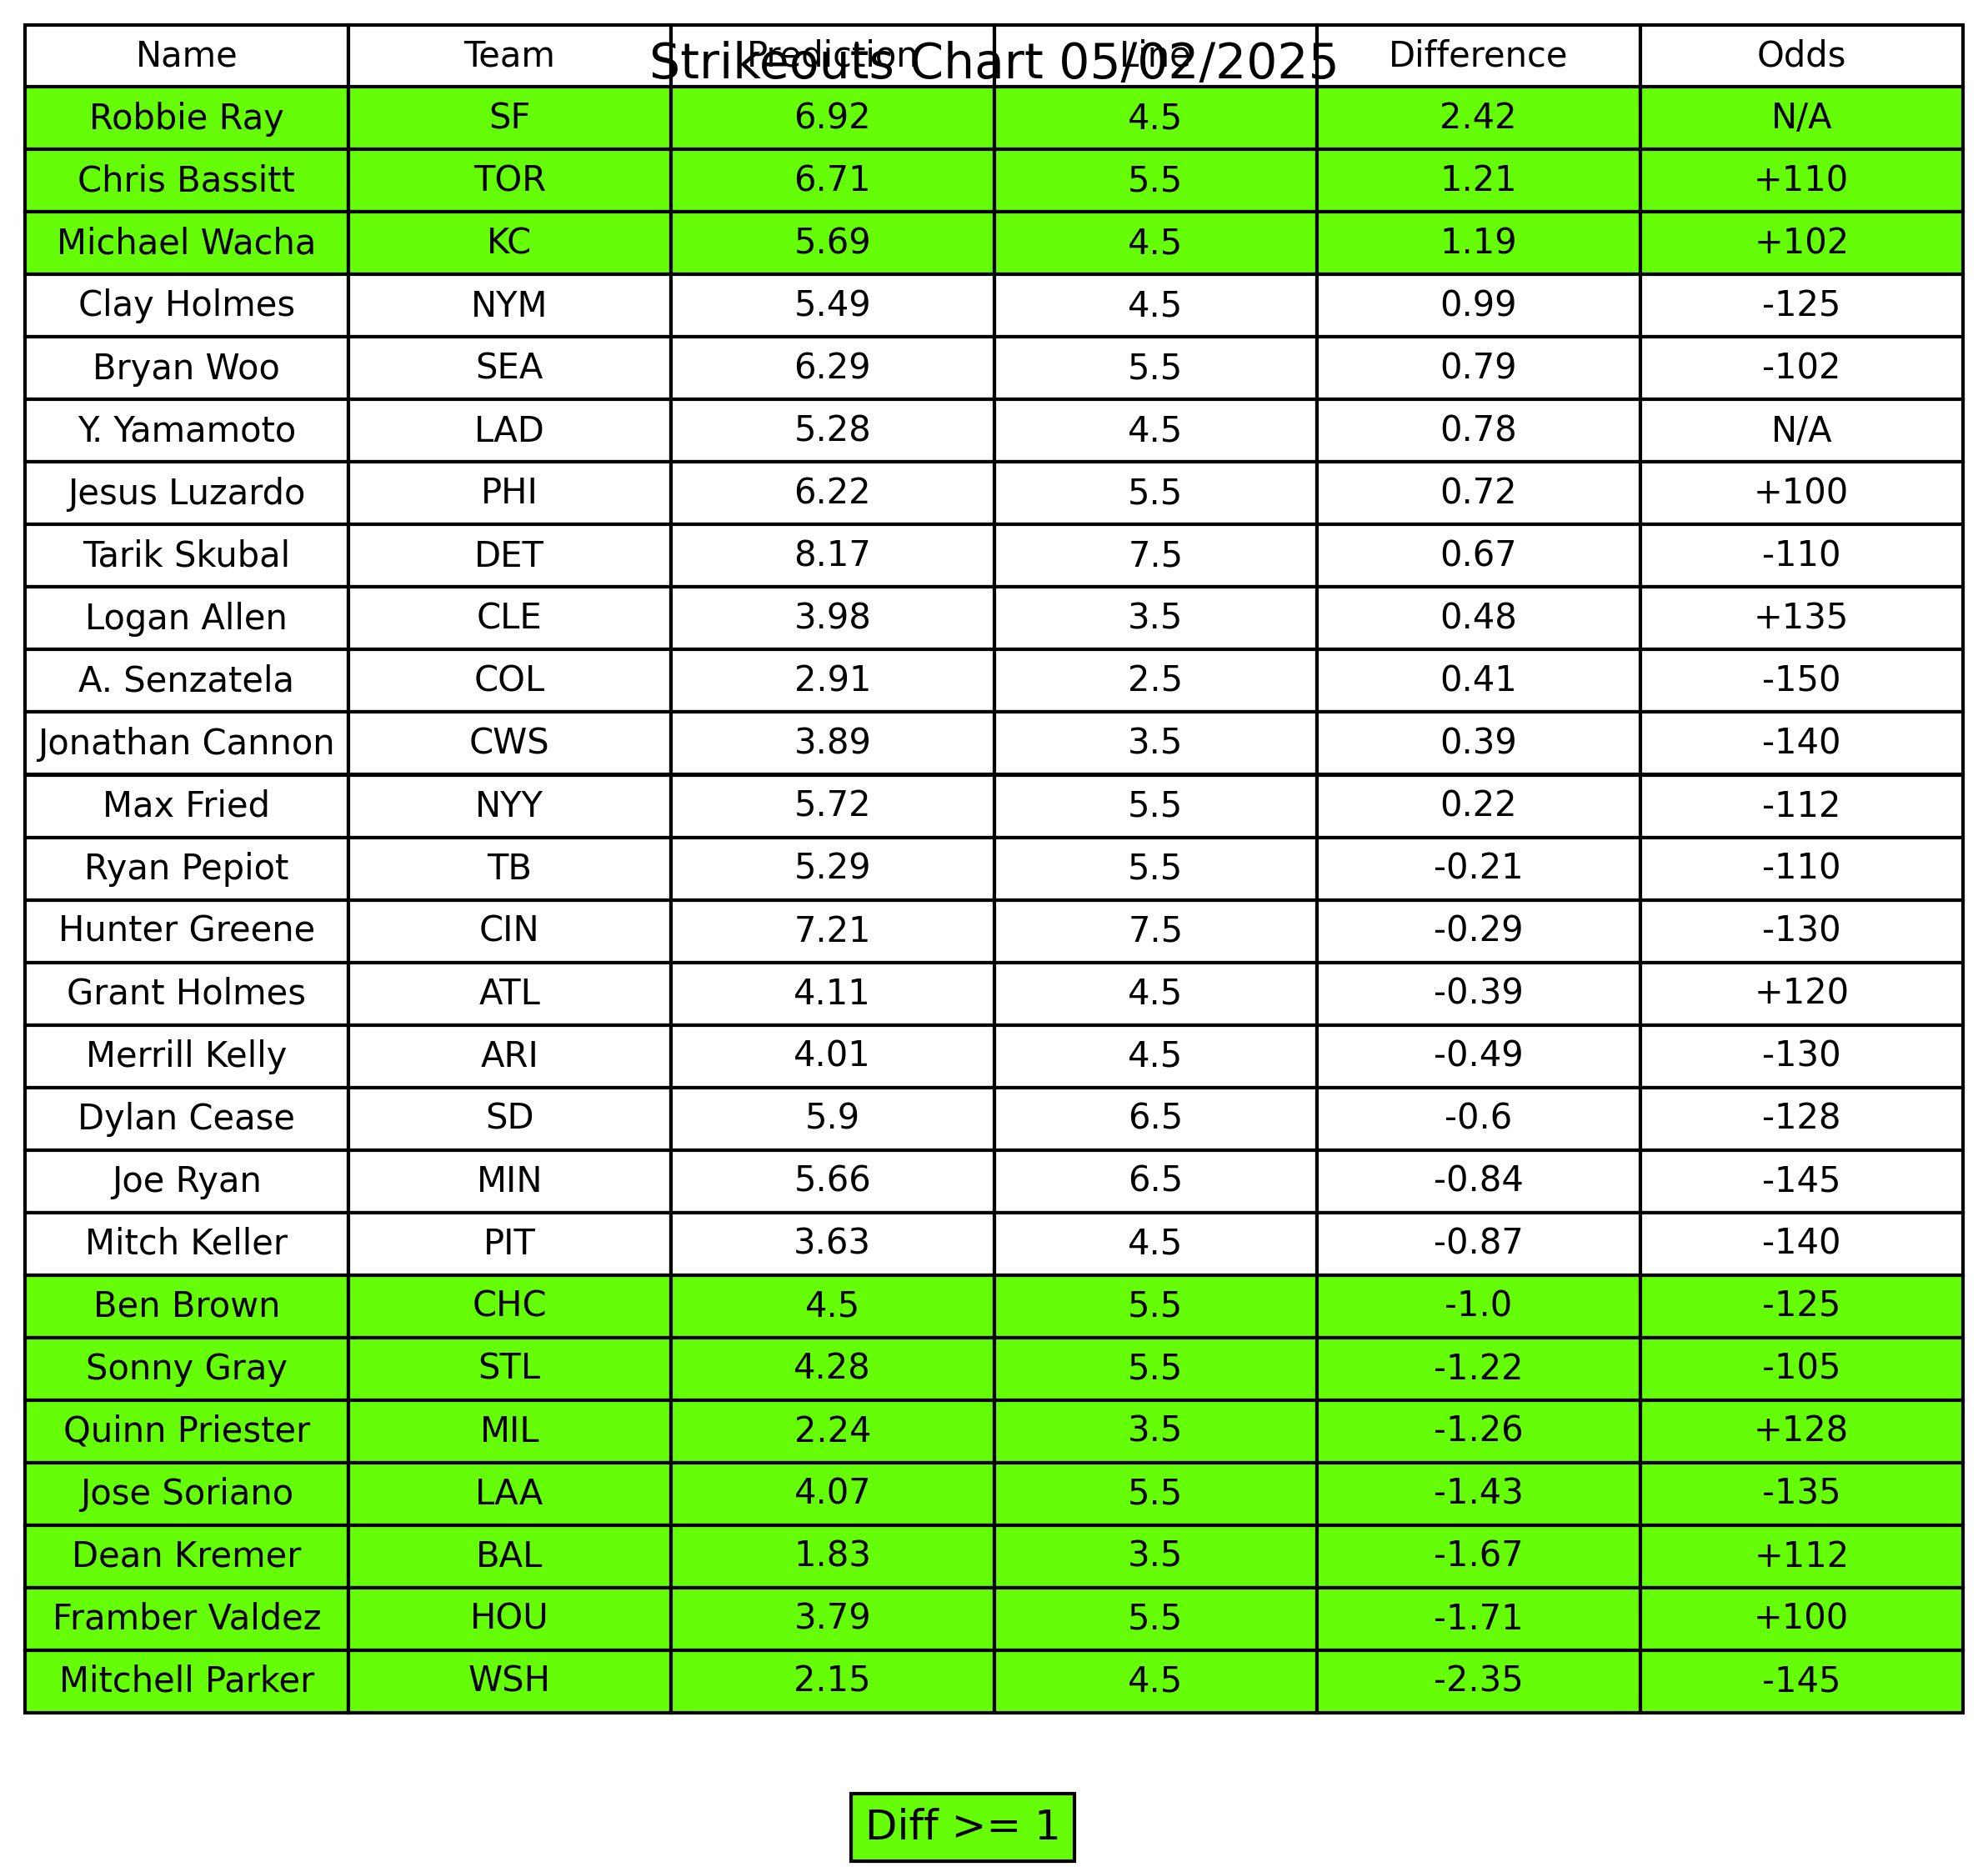 Strikeouts Chart 05/02/2025
Name Team Prediction Line Difference Odds
Robbie Ray SF 6.92 4.5 2.42 N/A
Chris Bassitt TOR 6.71 5.5 1.21 +110
Michael Wacha KC 5.69 4.5 1.19 +102
Clay Holmes NYM 5.49 4.5 0.99 -125
Bryan Woo SEA 6.29 5.5 0.79 -102
Y. Yamamoto LAD 5.28 4.5 0.78 N/A
Jesus Luzardo PHI 6.22 5.5 0.72 +100
Tarik Skubal DET 8.17 7.5 0.67 -110
Logan Allen CLE 3.98 3.5 0.48 +135
A. Senzatela COL 2.91 2.5 0.41 -150
Jonathan Cannon CWS 3.89 3.5 0.39 -140
Max Fried NYY 5.72 5.5 0.22 -112
Ryan Pepiot TB 5.29 5.5 -0.21 -110
Hunter Greene CIN 7.21 7.5 -0.29 -130
Grant Holmes ATL 4.11 4.5 -0.39 +120
Merrill Kelly ARI 4.01 4.5 -0.49 -130
Dylan Cease SD 5.9 6.5 -0.6 -128
Joe Ryan MIN 5.66 6.5 -0.84 -145
Mitch Keller PIT 3.63 4.5 -0.87 -140
Ben Brown CHC 4.5 5.5 -1.0 -125
Sonny Gray STL 4.28 5.5 -1.22 -105
Quinn Priester MIL 2.24 3.5 -1.26 +128
Jose Soriano LAA 4.07 5.5 -1.43 -135
Dean Kremer BAL 1.83 3.5 -1.67 +112
Framber Valdez HOU 3.79 5.5 -1.71 +100
Mitchell Parker WSH 2.15 4.5 -2.35 -145
Diff >= 1